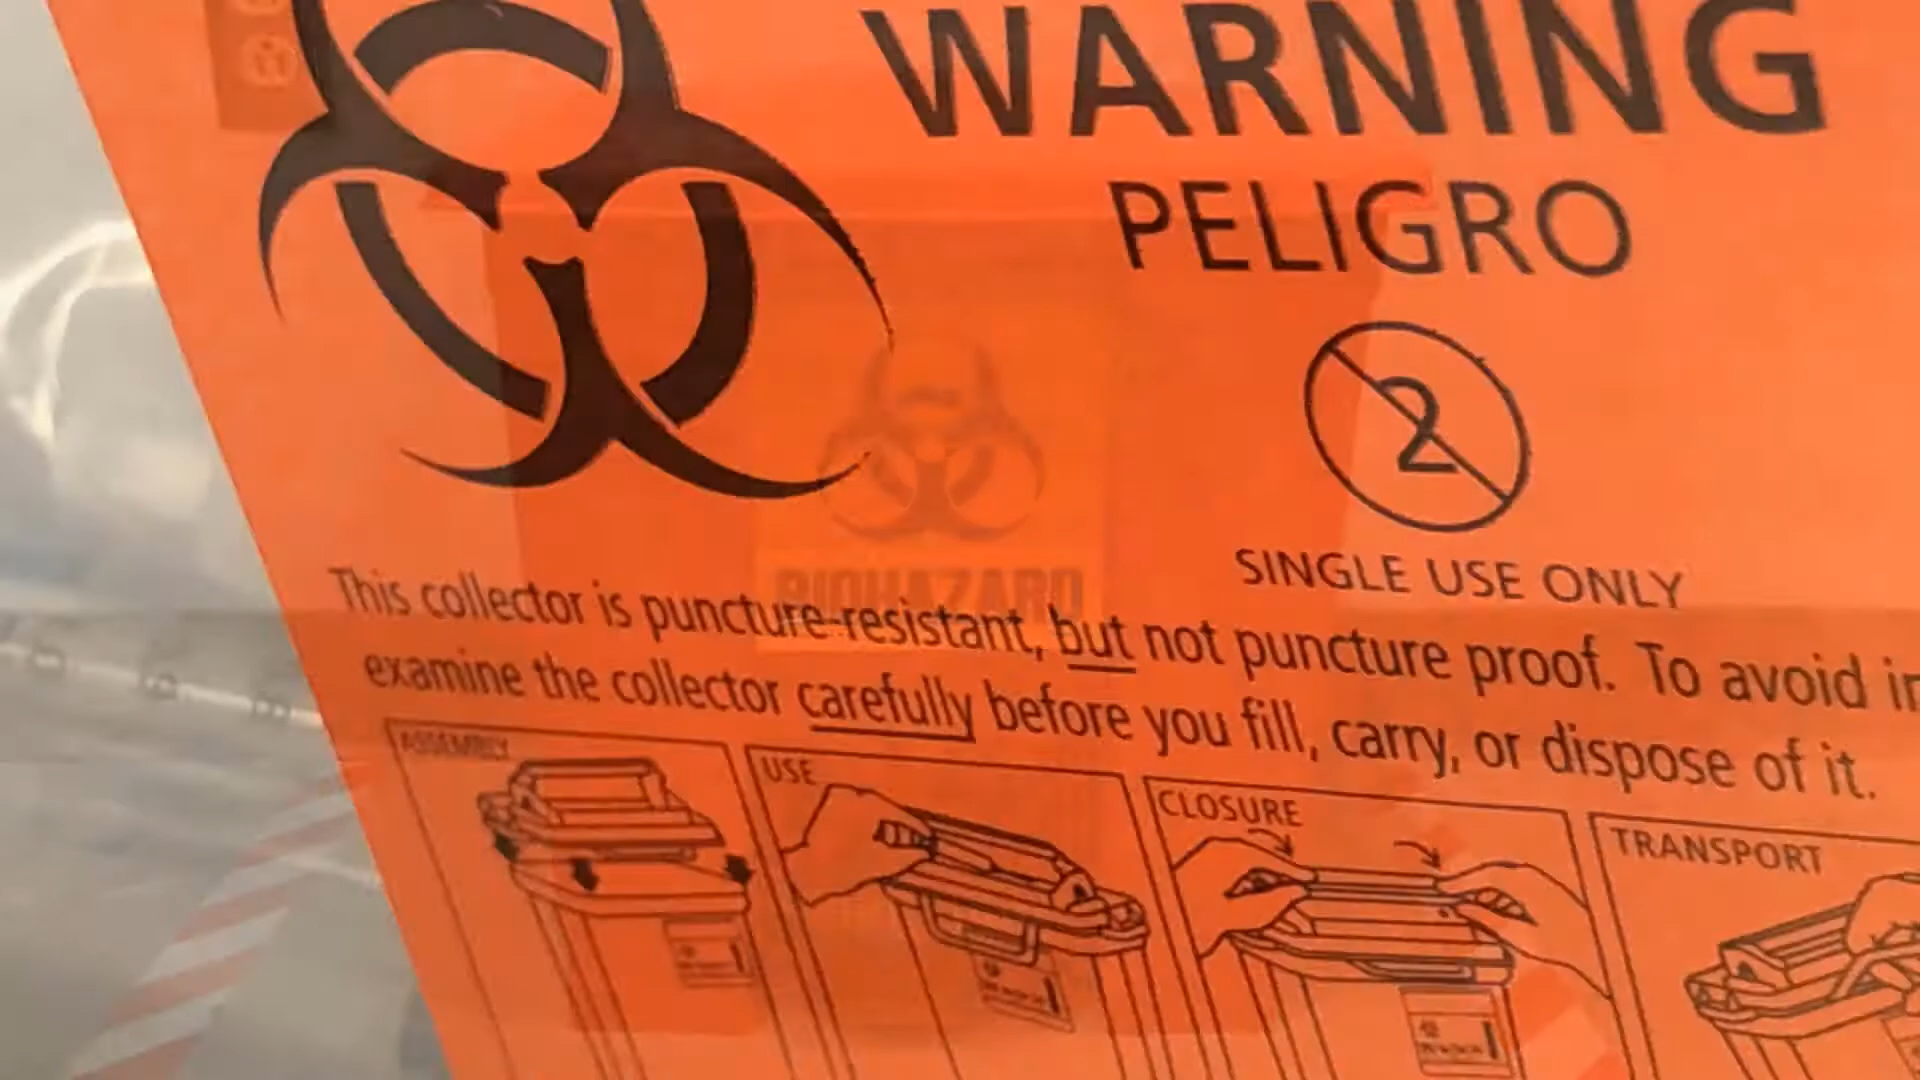 WARNING
PELIGRO
2
SINGLE USE ONLY
BIOHAZARD
This collector is puncture-resistant, but not puncture proof. To avoid
examine the collector carefully before you fill, carry, or dispose of it.
ASSEMBLY
USE
CLOSURE
TRANSPORT